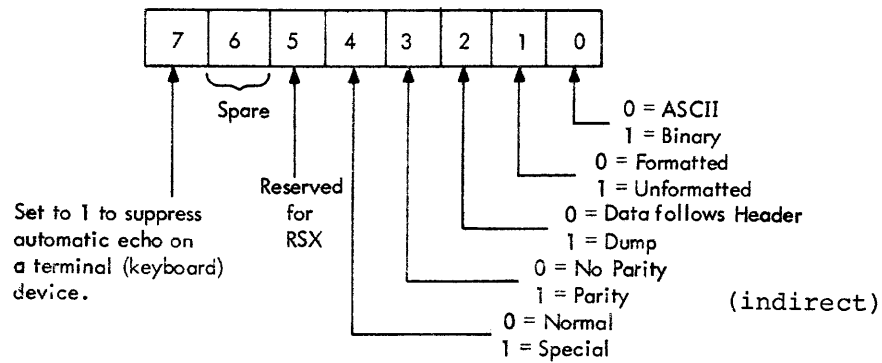 7 6 5 4 3 2 1 0
Spare
0 = ASCII
1 = Binary
0 = Formatted
1 = Unformatted
Reserved
for
RSX
Set to 1 to suppress
automatic echo on
a terminal (keyboard)
device.
0 = Data follows Header
1 = Dump
0 = No Parity
1 = Parity
(indirect)
0 = Normal
1 = Special